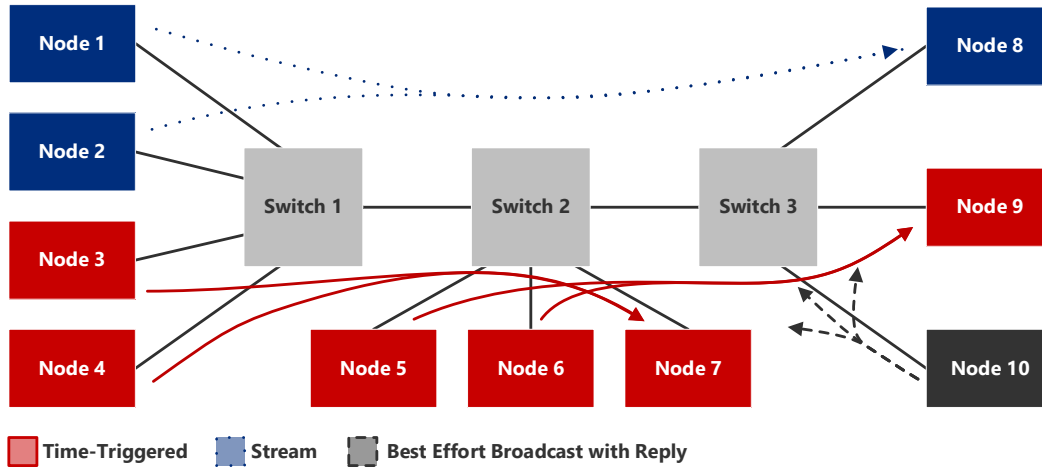 Node 1
Node 8
Node 2
Switch 1
Switch 2
Switch 3
Node 9
Node 3
Node 4
Node 5
Node 6
Node 7
Node 10
Time-Triggered
Stream
Best Effort Broadcast with Reply